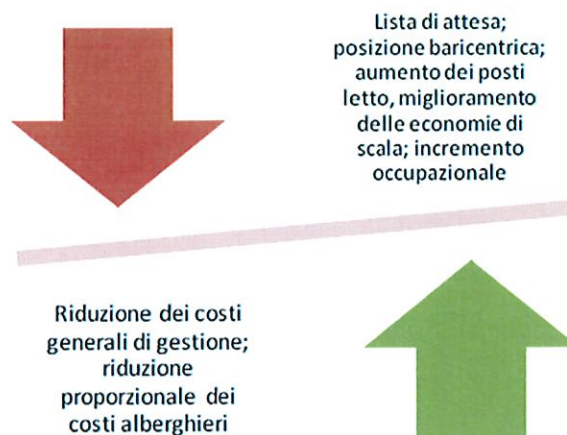 Lista di attesa;
posizione baricentrica;
aumento dei posti
letto, miglioramento
delle economie di
scala; incremento
occupazionale
Riduzione dei costi
generali di gestione;
riduzione
proporzionale dei
costi alberghieri